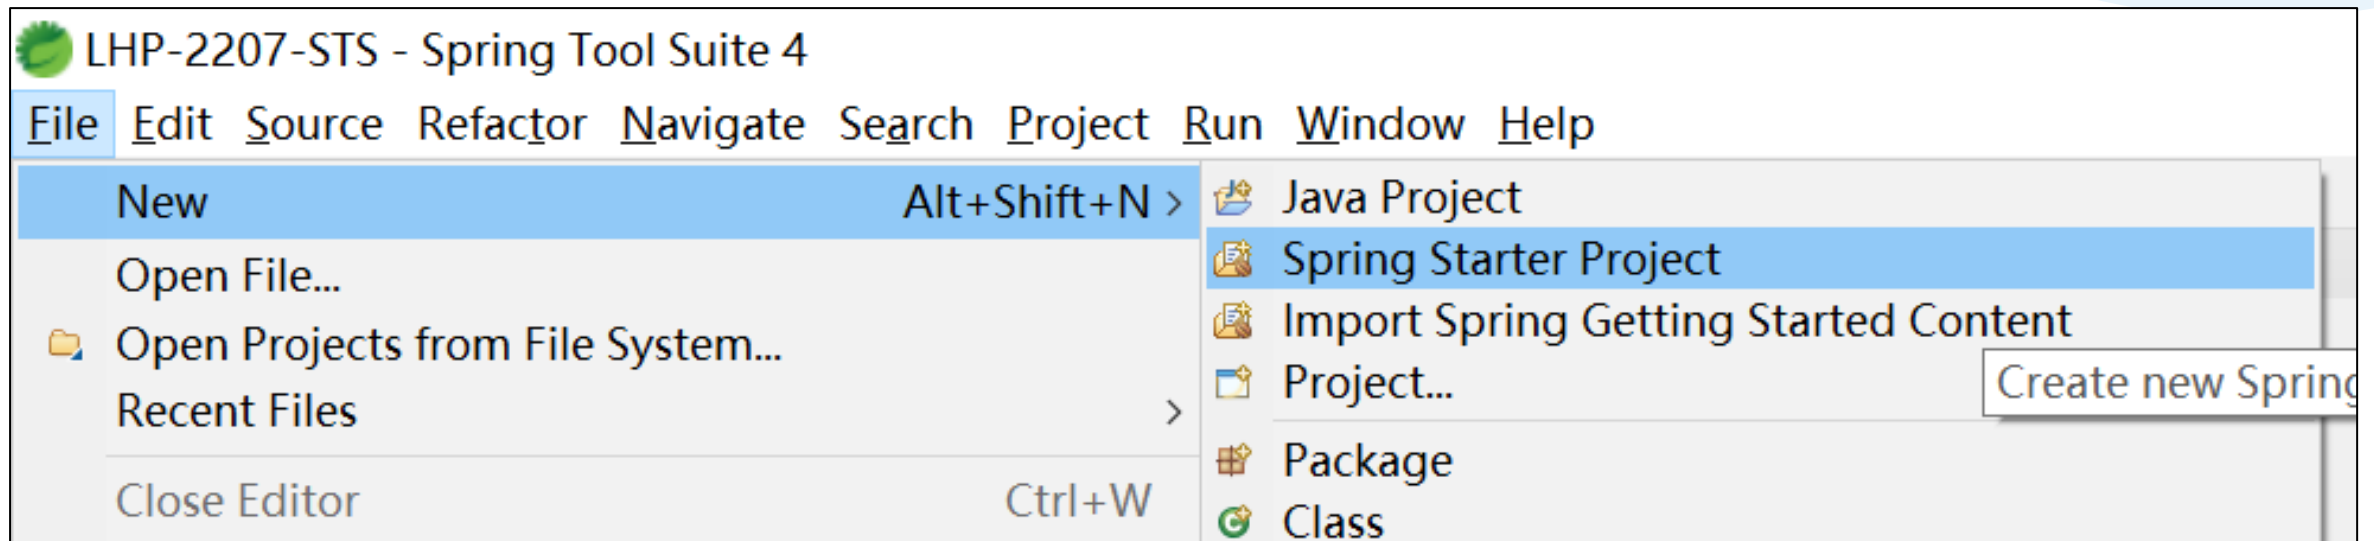 LHP-2207-STS - Spring Tool Suite 4
File Edit Source Refactor Navigate Search Project Run Window Help
New Alt+Shift+N >
Open File...
Open Projects from File System...
Recent Files >
Close Editor Ctrl+W
Java Project
Spring Starter Project
Import Spring Getting Started Content
Project...
Create new Spring
Package
Class